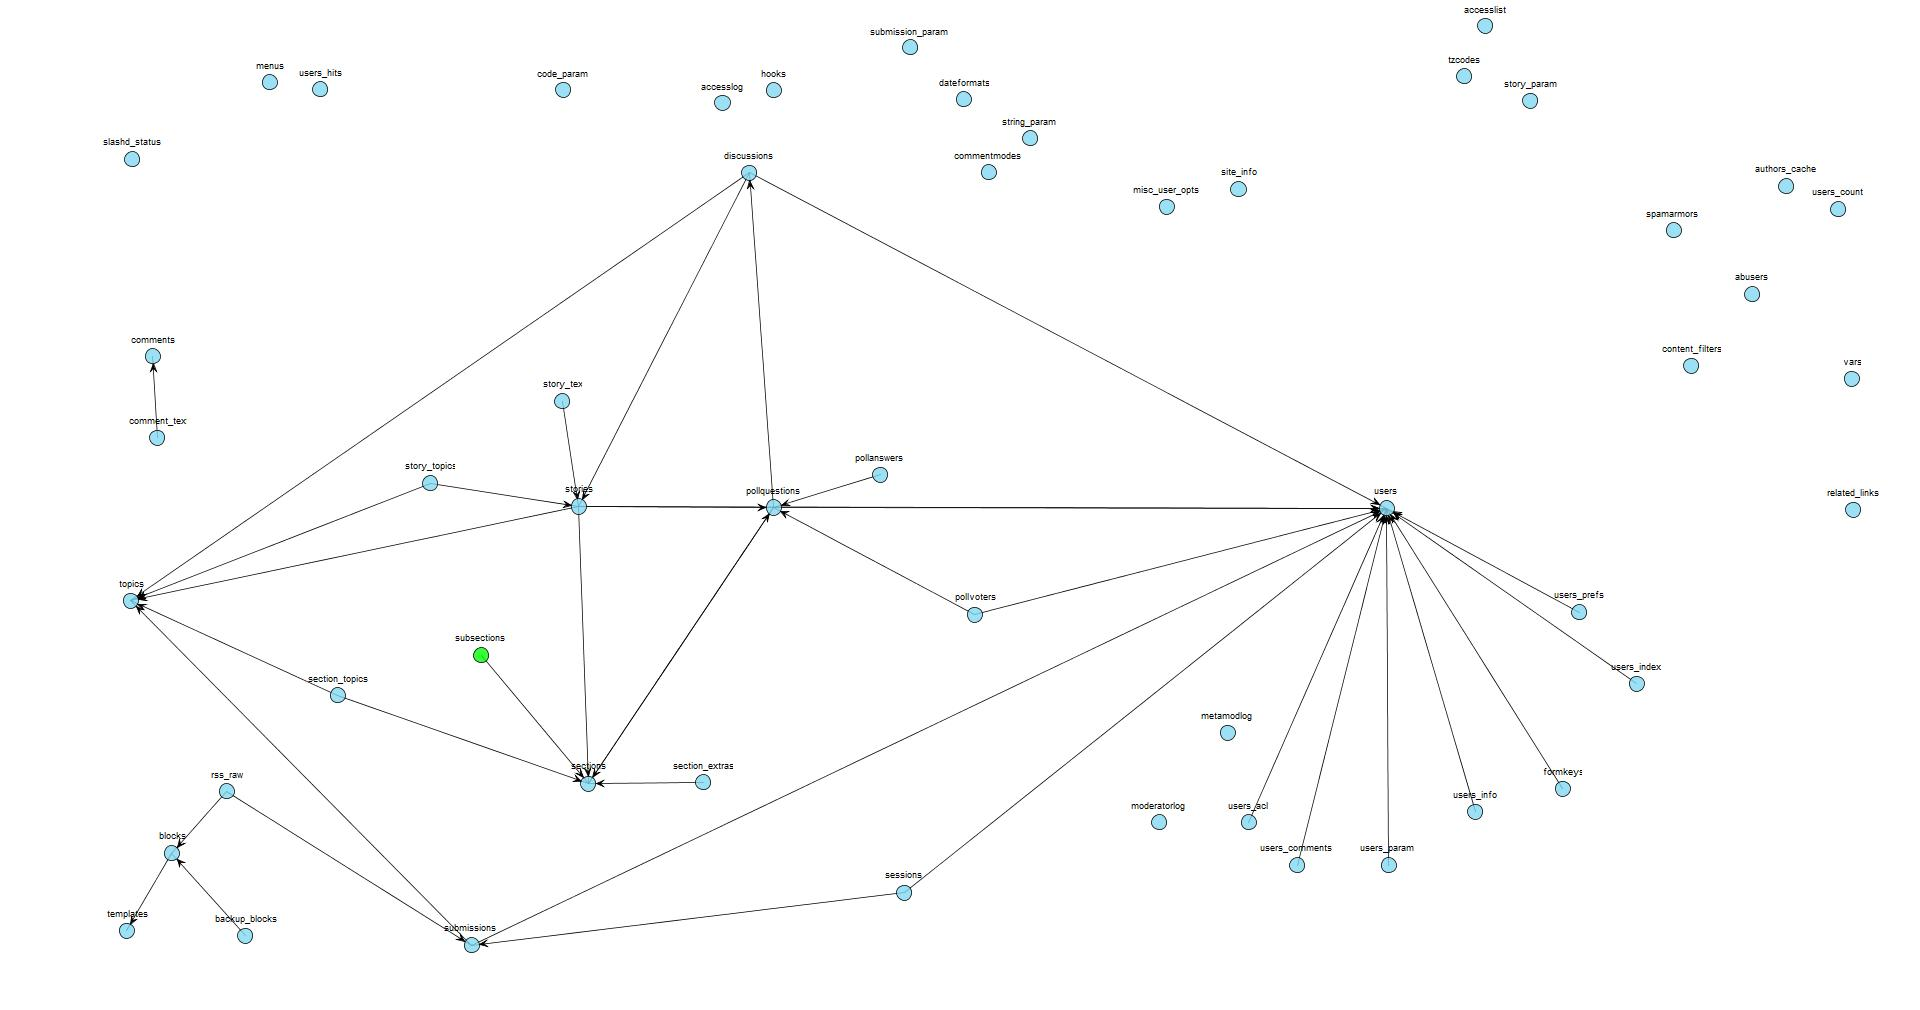 accesslist
submission_param
tzcodes
menus
users_hits
code_param
hooks
accesslog
dateformats
story_param
string_param
slashd_status
discussions
commentmodes
site_info
misc_user_opts
authors_cache
users_count
spamarmors
abusers
comments
content_filters
vars
story_tex
comment_tex
story_topics
pollanswers
stories
pollquestions
users
related_links
topics
pollvoters
users_prefs
subsections
section_topics
users_index
metamodlog
rss_raw
sections
section_extras
formkeys
moderatorlog
users_acl
users_info
blocks
users_comments
users_param
sessions
templates
backup_blocks
submissions